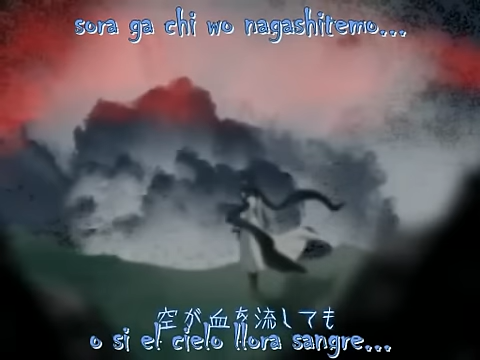 sora ga chi wo nagashitemo...
空が血を流しても
o si el cielo llora sangre...